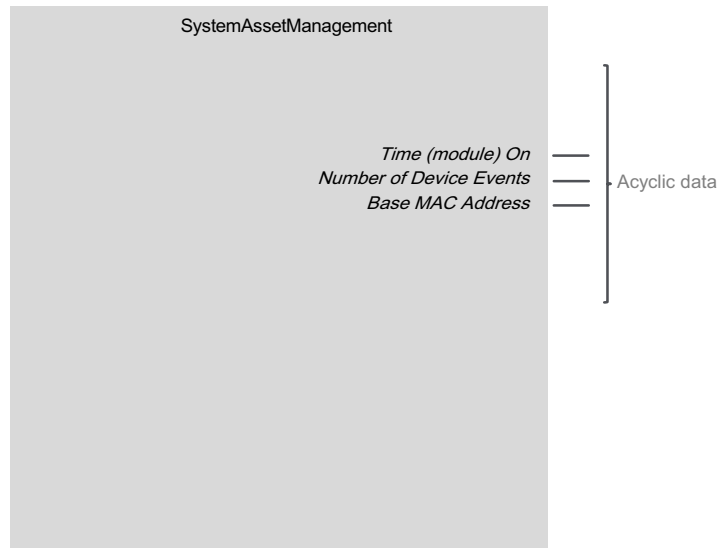 SystemAssetManagement
Time (module) On
Number of Device Events
Base MAC Address
Acyclic data